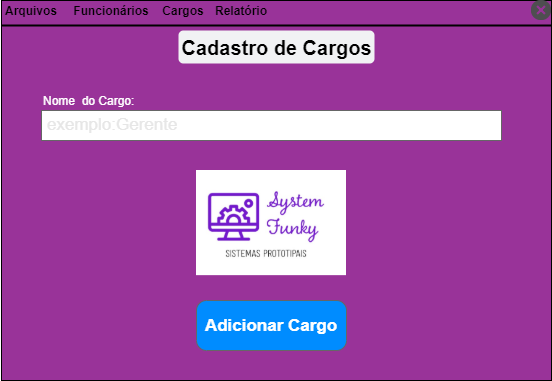 Arquivos Funcionários Cargos Relatório
Cadastro de Cargos
Nome do Cargo:
exemplo:Gerente
System
Funky
SISTEMAS PROTOTIPAIS
Adicionar Cargo